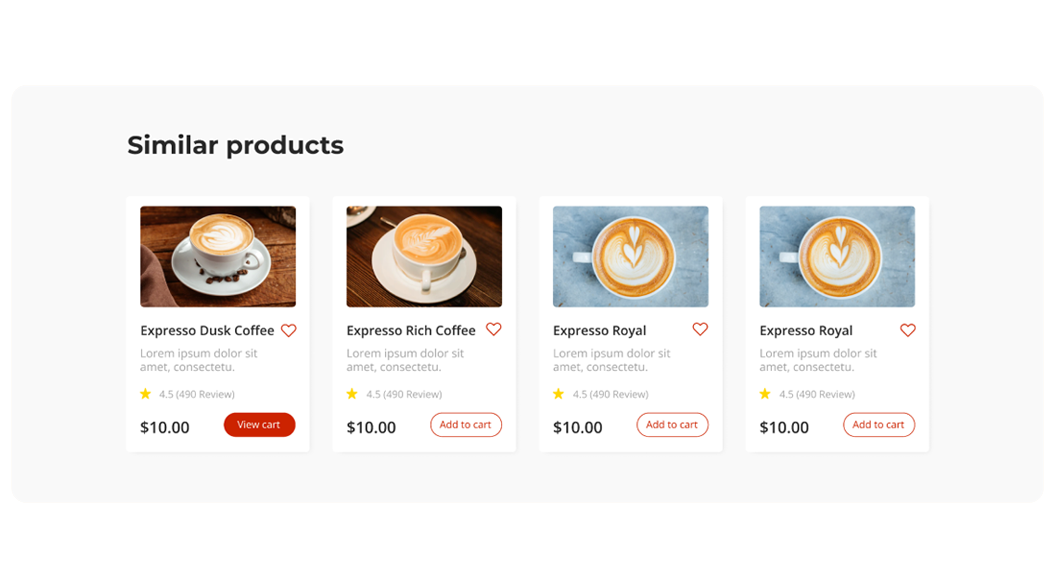 Similar products
Expresso Dusk Coffee
Lorem ipsum dolor sit
amet, consectetu.
4.5 (490 Review)
$10.00
View cart
Expresso Rich Coffee
Lorem ipsum dolor sit
amet, consectetu.
4.5 (490 Review)
$10.00
Add to cart
Expresso Royal
Lorem ipsum dolor sit
amet, consectetu.
4.5 (490 Review)
$10.00
Add to cart
Expresso Royal
Lorem ipsum dolor sit
amet, consectetu.
4.5 (490 Review)
$10.00
Add to cart